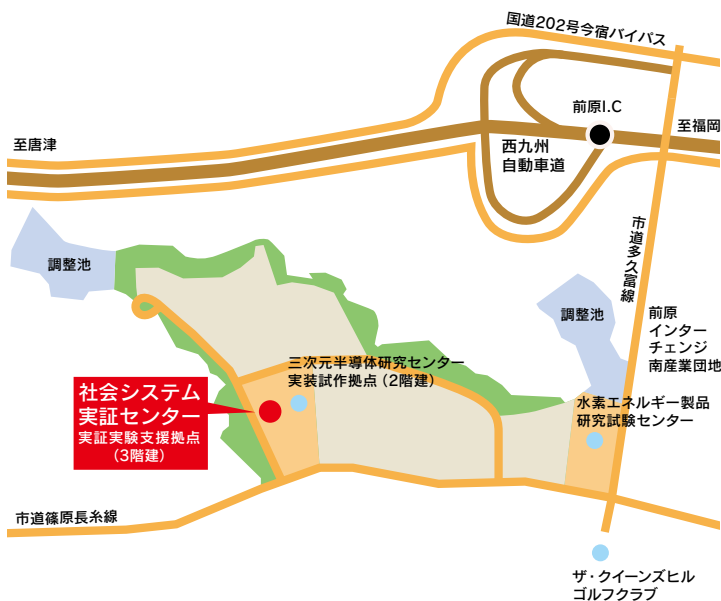 国道202号今宿バイパス
前原I.C
至福岡
至唐津
西九州
自動車道
市道多久冨線
調整池
調整池
前原
インター
チェンジ
南産業団地
三次元半導体研究センター
実装試作拠点（2階建）
社会システム
実証センター
実証実験支援拠点
（3階建）
水素エネルギー製品
研究試験センター
市道篠原長糸線
ザ・クイーンズヒル
ゴルフクラブ